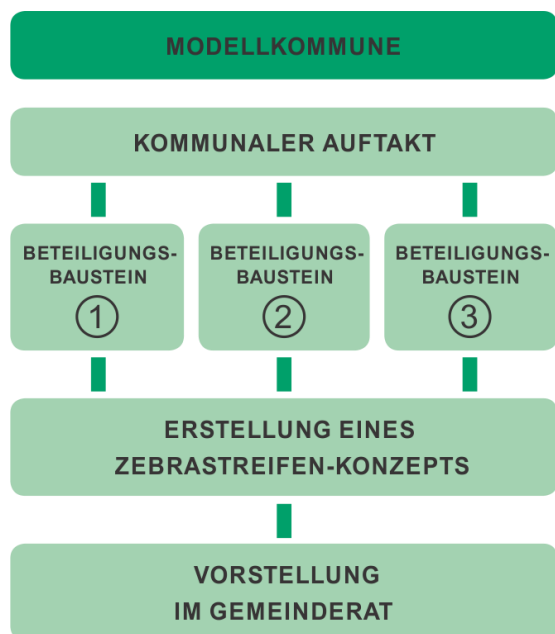 MODELLKOMMUNE
KOMMUNALER AUFTAKT
BETEILIGUNGS-
BAUSTEIN
1
BETEILIGUNGS-
BAUSTEIN
2
BETEILIGUNGS-
BAUSTEIN
3
ERSTELLUNG EINES
ZEBRASTREIFEN-KONZEPTS
VORSTELLUNG
IM GEMEINDERAT